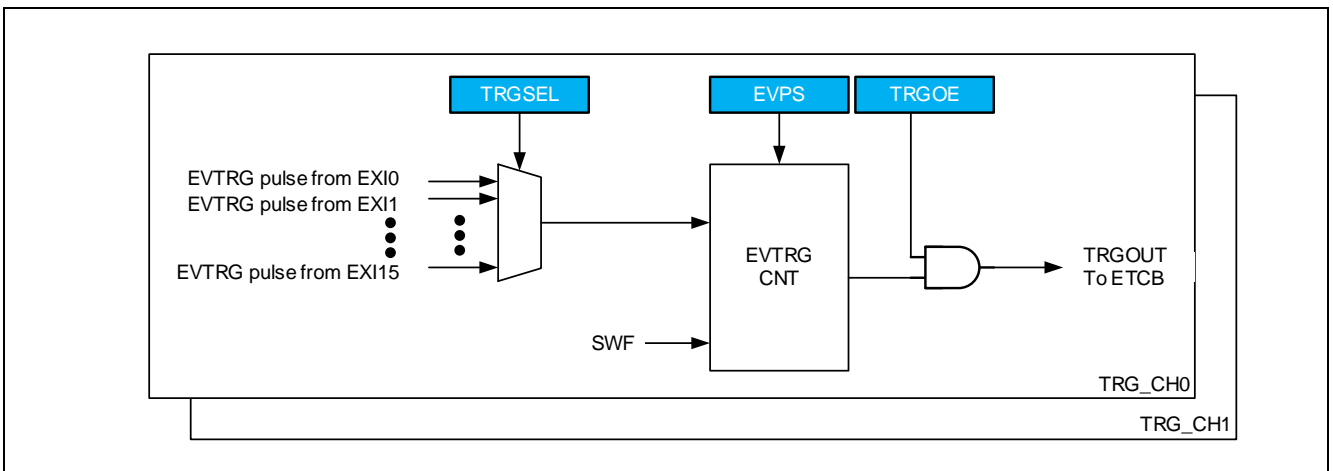 TRGSEL
EVPS
TRGOE
EVTRG pulse from EXI0
EVTRG pulse from EXI1
EVTRG pulse from EXI15
EVTRG
CNT
SWF
TRGOUT
To ETCB
TRG_CH0
TRG_CH1